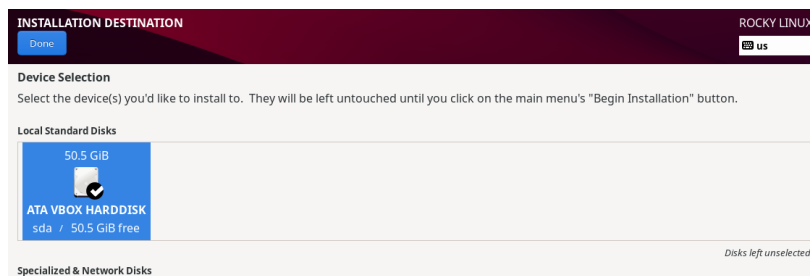 INSTALLATION DESTINATION
ROCKY LINUX
Done
us
Device Selection
Select the device(s) you'd like to install to.  They will be left untouched until you click on the main menu's "Begin Installation" button.
Local Standard Disks
50.5 GiB
ATA VBOX HARDDISK
sda / 50.5 GiB free
Disks left unselected
Specialized & Network Disks